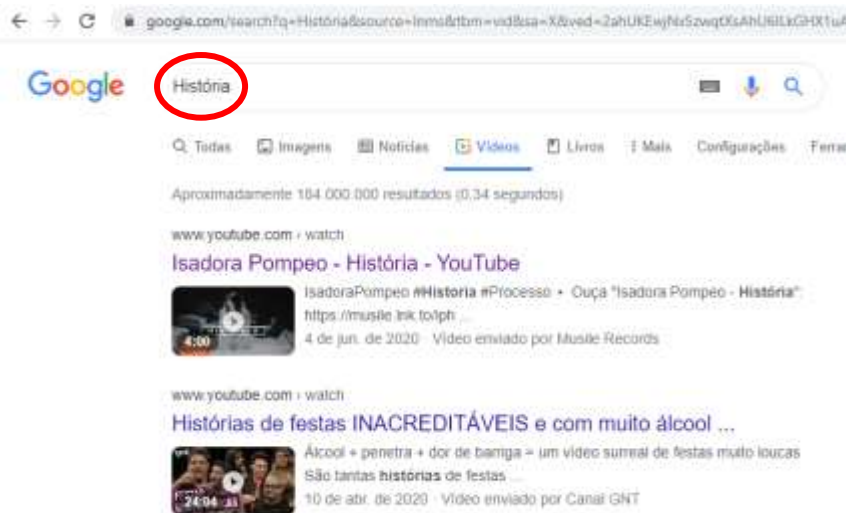 google.com/search?q=História&source=lnms&tbm=vid&sa=X&ved=
Google
História
Todas Imagens Notícias Vídeos Livros Mais Configurações
Aproximadamente 184 000 000 resultados (0,34 segundos)
www.youtube.com › watch
Isadora Pompeo - História - YouTube
IsadoraPompeo #Historia #Processo • Ouça "Isadora Pompeo - História":
https://musile.lnk.to/iph ...
4:00
4 de jun. de 2020 · Vídeo enviado por Musile Records
www.youtube.com › watch
Histórias de festas INACREDITÁVEIS e com muito álcool ...
Álcool + penetra + dor de barriga = um vídeo surreal de festas muito loucas
São tantas histórias de festas ...
24:04
10 de abr. de 2020 · Vídeo enviado por Canal GNT